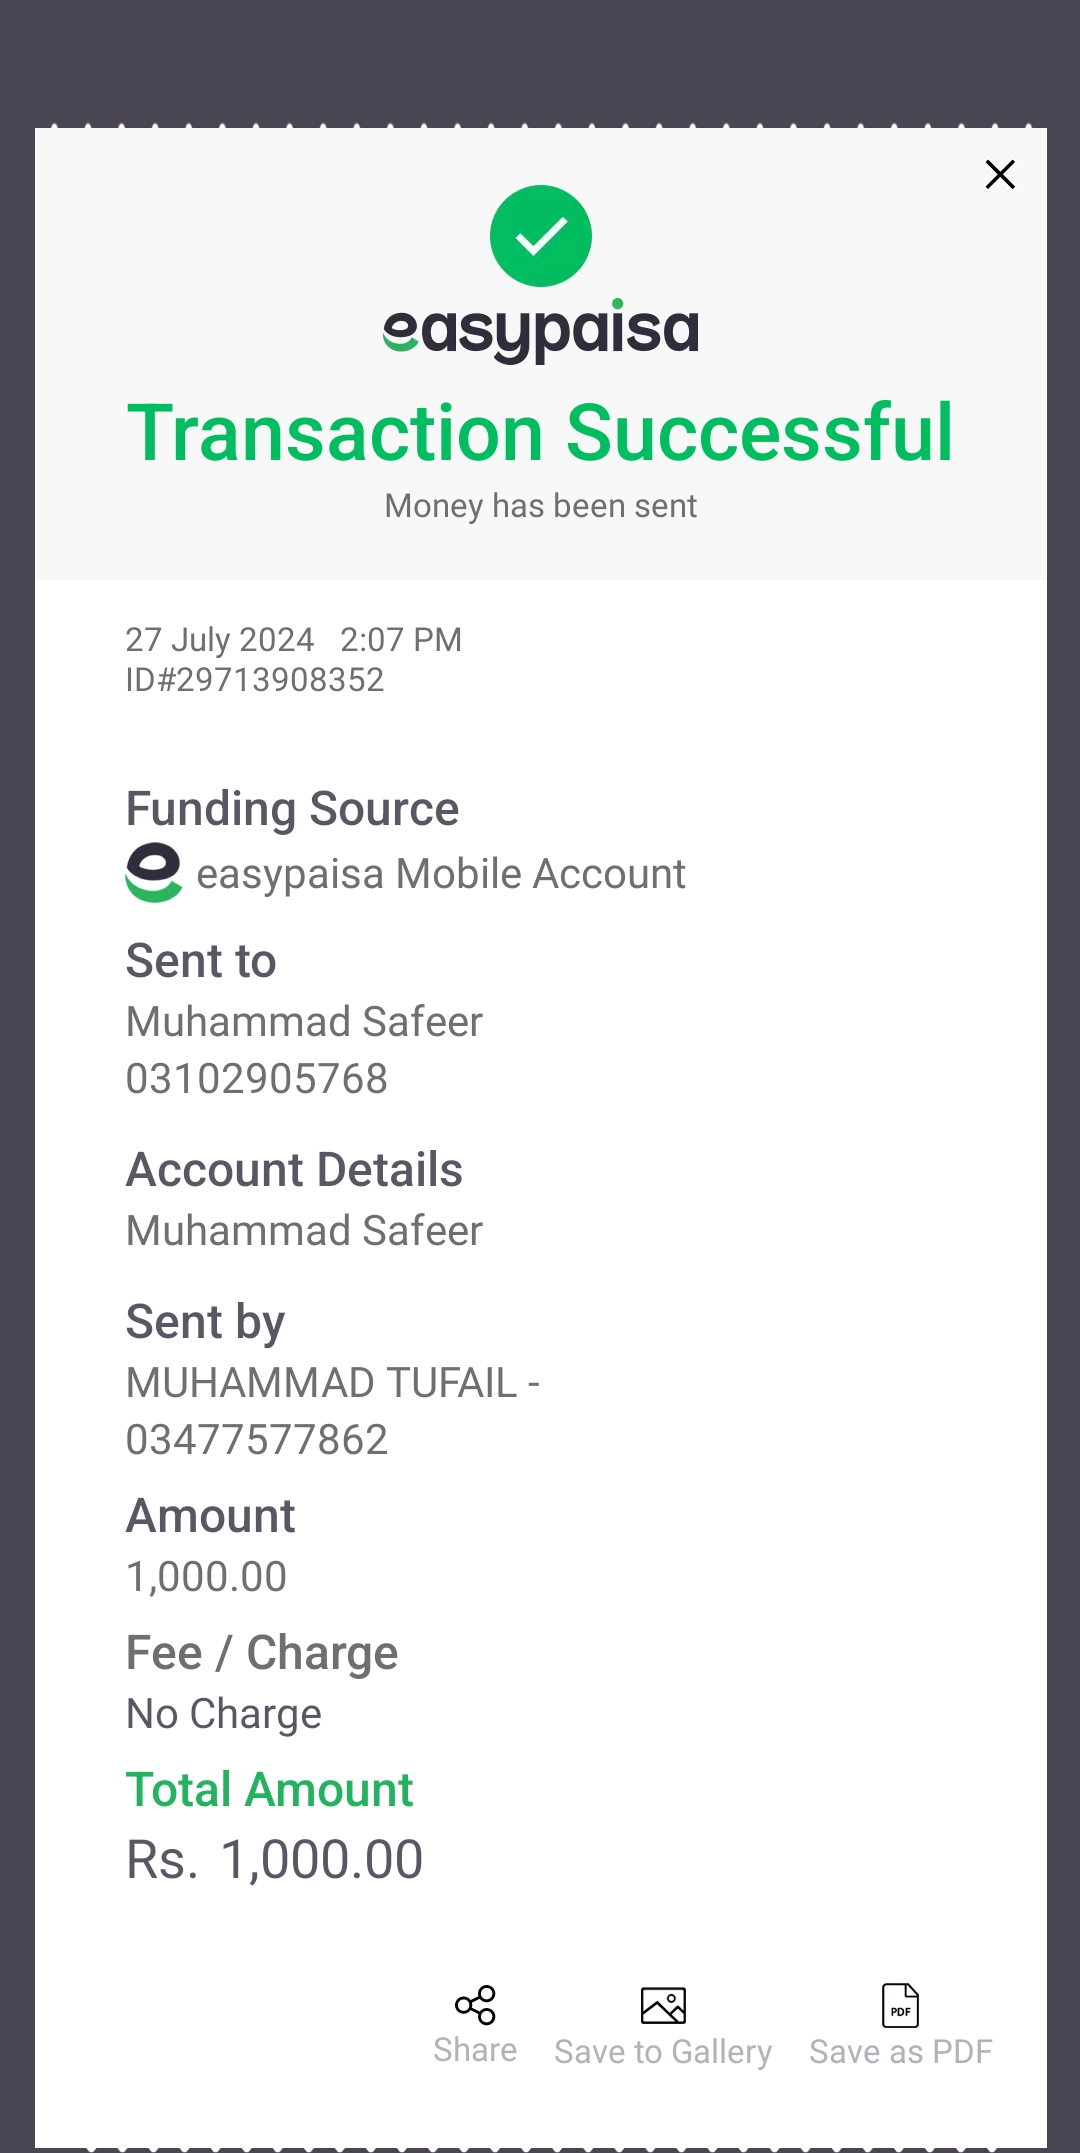 easypaisa
Transaction Successful
Money has been sent
27 July 2024 2:07 PM
ID#29713908352
Funding Source
easypaisa Mobile Account
Sent to
Muhammad Safeer
03102905768
Account Details
Muhammad Safeer
Sent by
MUHAMMAD TUFAIL -
03477577862
Amount
1,000.00
Fee / Charge
No Charge
Total Amount
Rs. 1,000.00
PDF
Share Save to Gallery Save as PDF